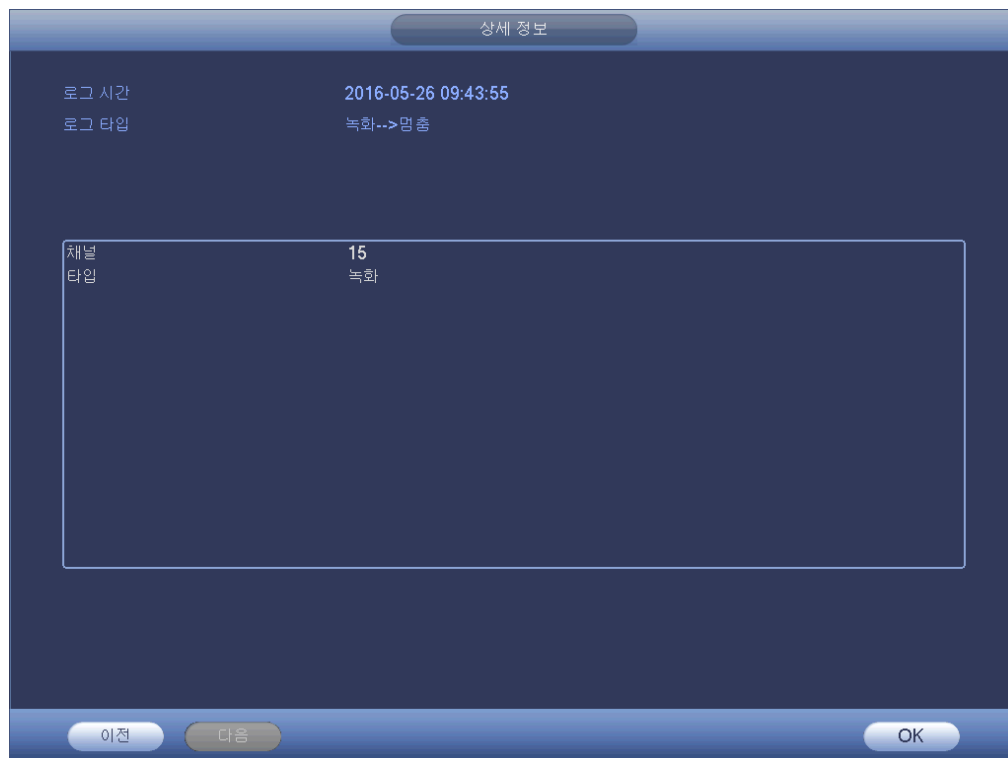 상세 정보
로그 시간 2016-05-26 09:43:55
로그 타입 녹화-->멈춤
채널 15
타입 녹화
이전 다음 OK